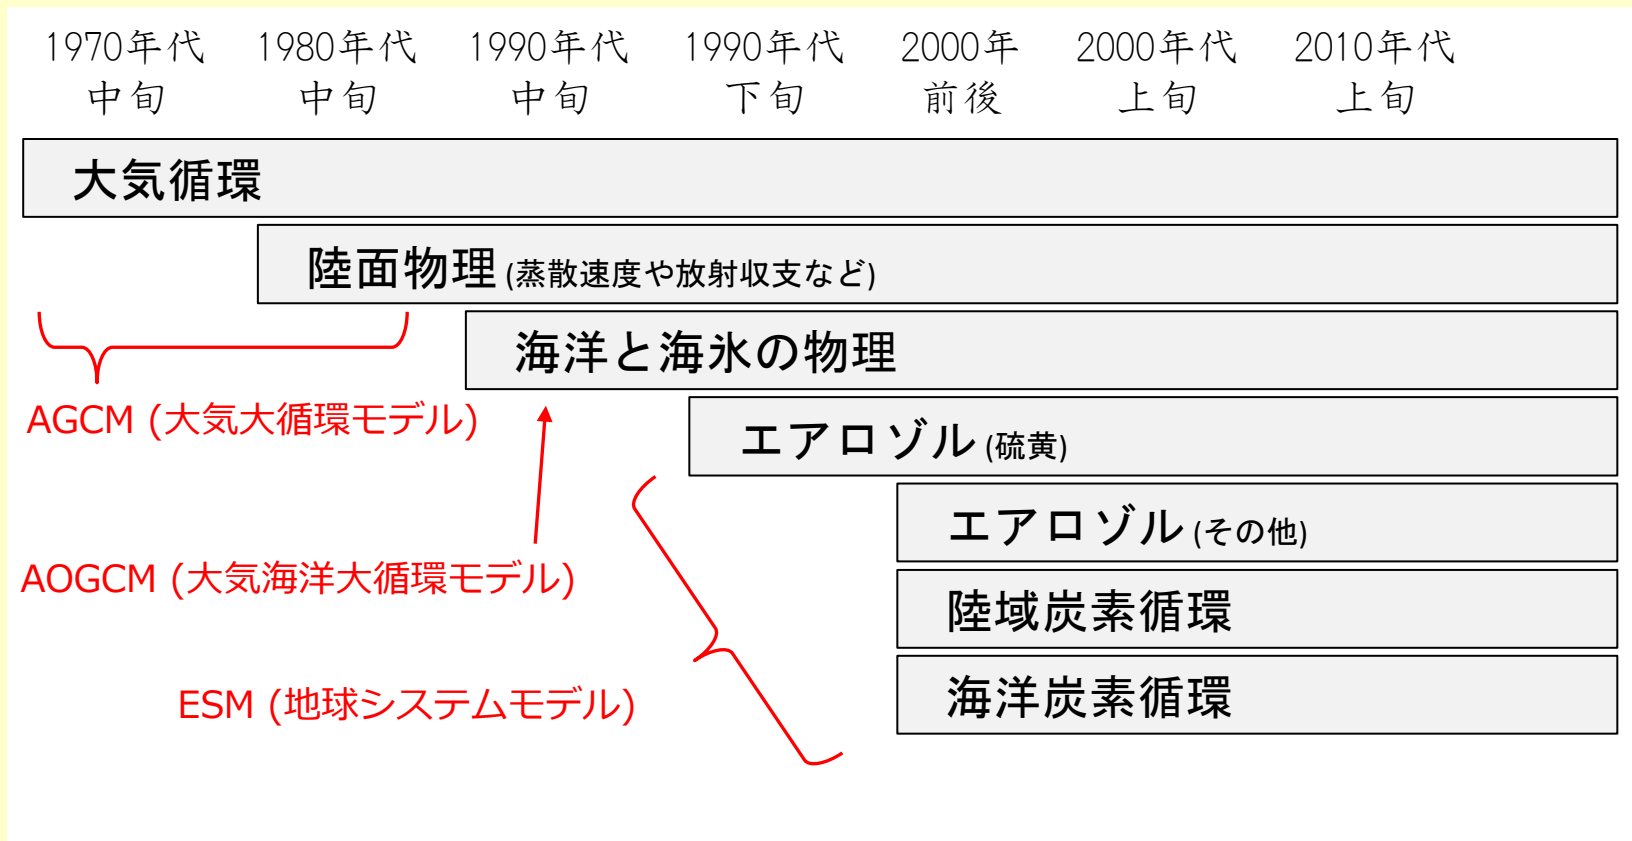 1970年代 1980年代 1990年代 1990年代 2000年 2000年代 2010年代
中旬 中旬 中旬 下旬 前後 上旬 上旬
大気循環
陸面物理 (蒸散速度や放射収支など)
海洋と海氷の物理
AGCM (大気大循環モデル)
エアロゾル (硫黄)
エアロゾル (その他)
AOGCM (大気海洋大循環モデル)
陸域炭素循環
海洋炭素循環
ESM (地球システムモデル)